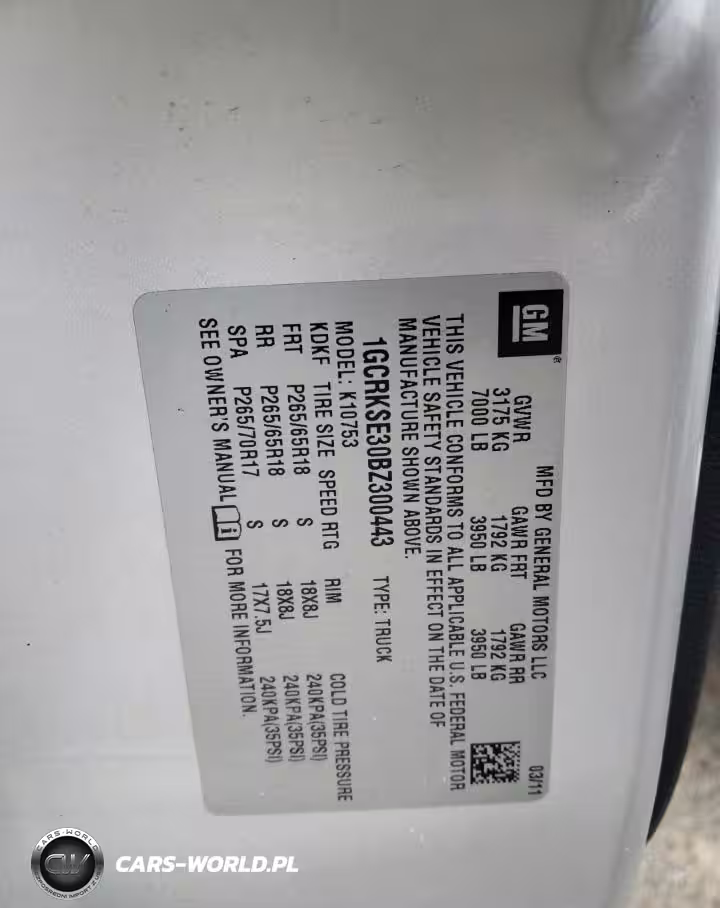 GM
MFD BY GENERAL MOTORS LLC 03/11
GVWR GAWR FRT GAWR RR
3175 KG 1792 KG 1792 KG
7000 LB 3950 LB 3950 LB
THIS VEHICLE CONFORMS TO ALL APPLICABLE U.S. FEDERAL MOTOR
VEHICLE SAFETY STANDARDS IN EFFECT ON THE DATE OF
MANUFACTURE SHOWN ABOVE.
1GCRKSE30BZ300443 TYPE: TRUCK
MODEL: K10753
KDKF TIRE SIZE SPEED RTG RIM COLD TIRE PRESSURE
FRT P265/65R18 S 18X8J 240KPA(35PSI)
RR P265/65R18 S 18X8J 240KPA(35PSI)
SPA P265/70R17 S 17X7.5J 240KPA(35PSI)
SEE OWNER'S MANUAL FOR MORE INFORMATION.
CARS-WORLD
CW
CARS-WORLD.PL